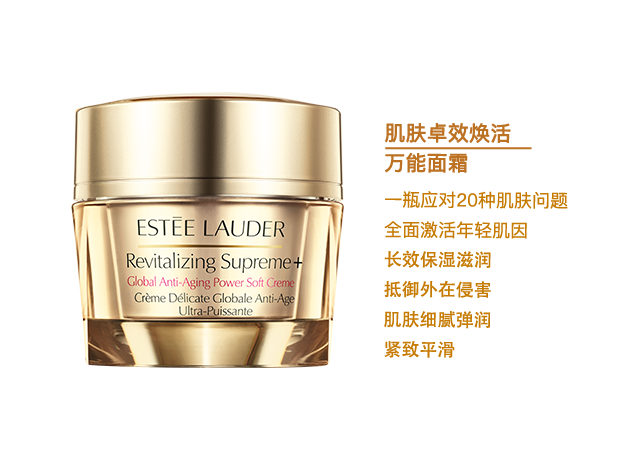 ESTĒE LAUDER
Revitalizing Supreme+
Global Anti-Aging Power Soft Creme
Crème Délicate Globale Anti-Age
Ultra-Puissante
肌肤卓效焕活
万能面霜
一瓶应对20种肌肤问题
全面激活年轻肌因
长效保湿滋润
抵御外在侵害
肌肤细腻弹润
紧致平滑